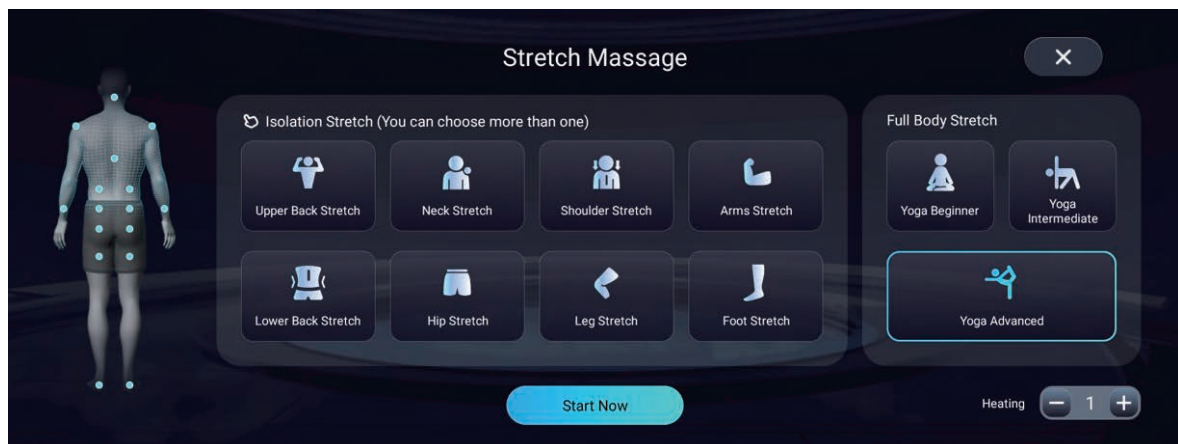 Stretch Massage
Isolation Stretch (You can choose more than one)
Upper Back Stretch
Neck Stretch
Shoulder Stretch
Arms Stretch
Lower Back Stretch
Hip Stretch
Leg Stretch
Foot Stretch
Full Body Stretch
Yoga Beginner
Yoga
Intermediate
Yoga Advanced
Start Now
Heating
1